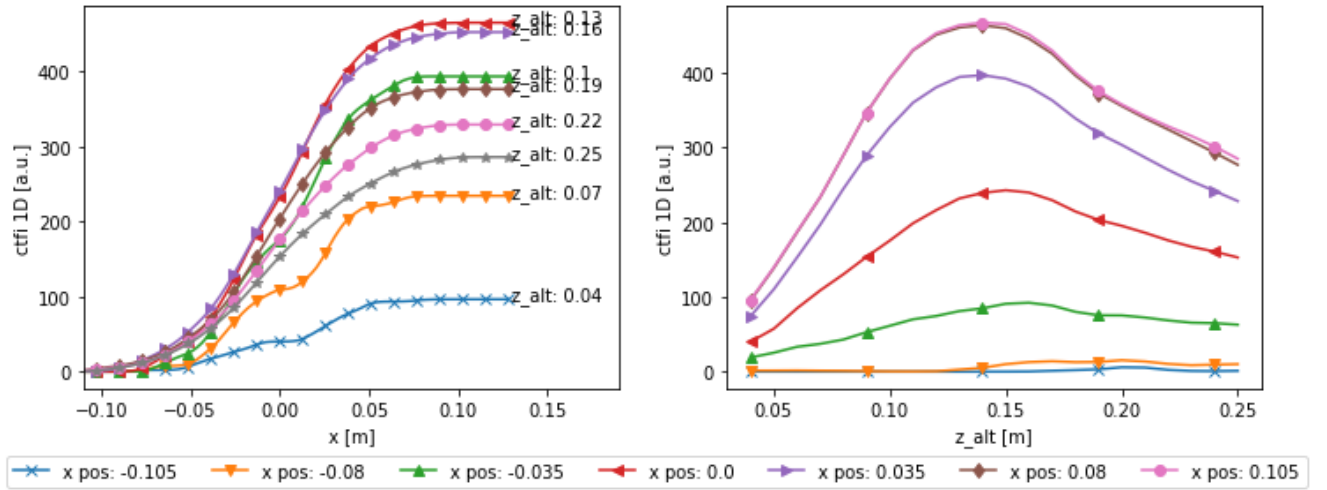 z_alt: 0.13
z_alt: 0.16
z_alt: 0.1
z_alt: 0.19
z_alt: 0.22
z_alt: 0.25
z_alt: 0.07
z_alt: 0.04
400
300
200
100
0
ctfi 1D [a.u.]
−0.10 −0.05 0.00 0.05 0.10 0.15
x [m]
400
300
200
100
0
ctfi 1D [a.u.]
0.05 0.10 0.15 0.20 0.25
z_alt [m]
x pos: -0.105 x pos: -0.08 x pos: -0.035 x pos: 0.0 x pos: 0.035 x pos: 0.08 x pos: 0.105